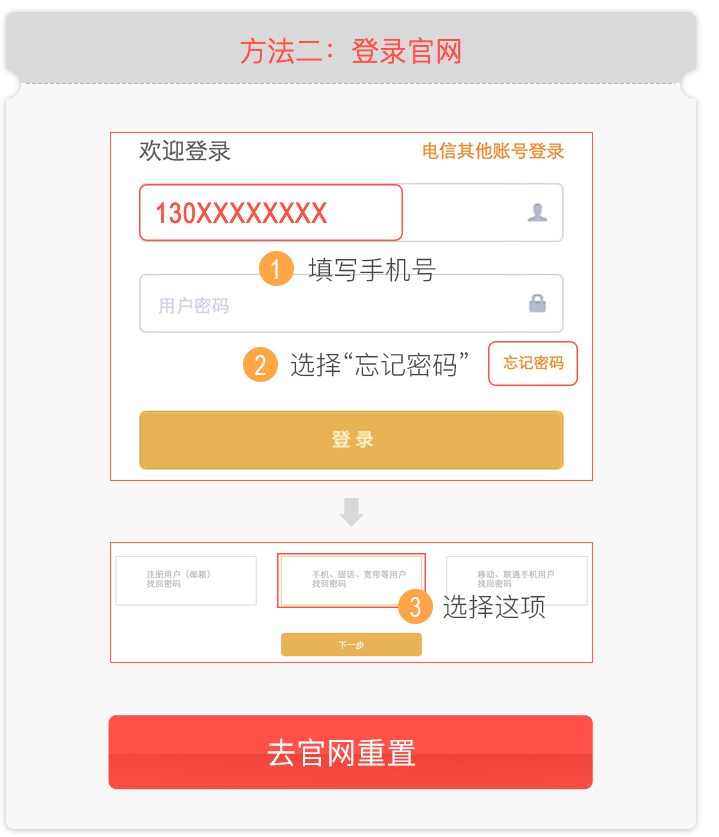 方法二：登录官网
欢迎登录
电信其他账号登录
130XXXXXXXX
1 填写手机号
用户密码
2 选择“忘记密码”
忘记密码
登 录
注册用户（邮箱）
找回密码
手机、固话、宽带等用户
找回密码
移动、联通手机用户
找回密码
3 选择这项
下一步
去官网重置